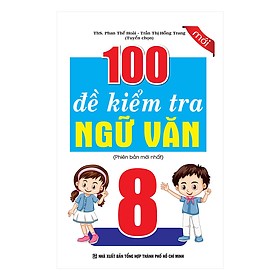 ThS. Phan Thế Hoài - Trần Thị Hồng Trang
(Tuyển chọn)
mới
100
đề kiểm tra
NGỮ VĂN
(Phiên bản mới nhất)
8
NHÀ XUẤT BẢN TỔNG HỢP THÀNH PHỐ HỒ CHÍ MINH